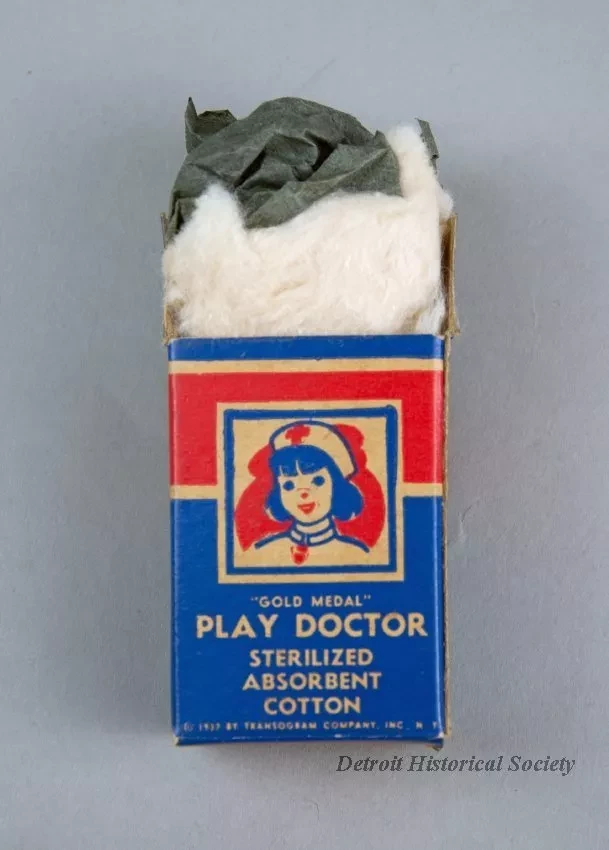 "GOLD MEDAL"
PLAY DOCTOR
STERILIZED
ABSORBENT
COTTON
© 1937 BY TRANSOGRAM COMPANY, INC. N Y
Detroit Historical Society